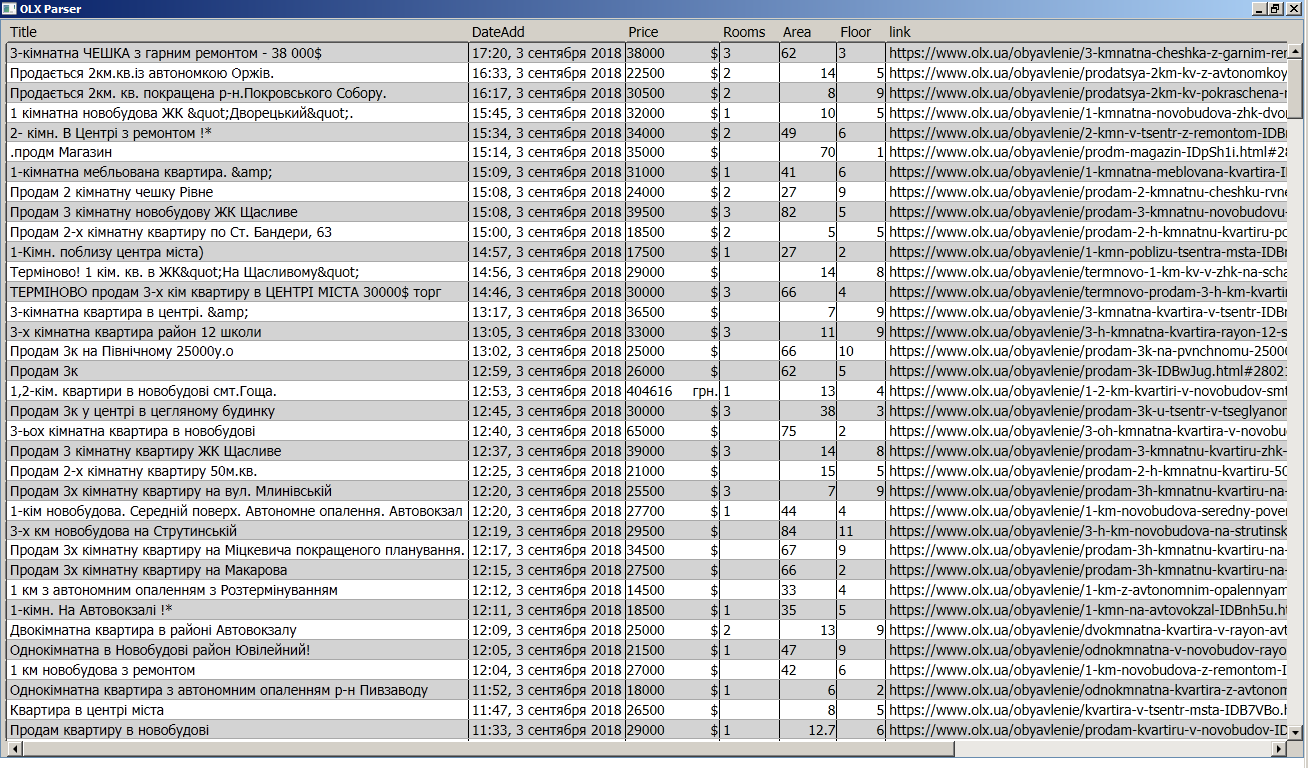 OLX Parser
Title DateAdd Price Rooms Area Floor link
3-кімнатна ЧЕШКА з гарним ремонтом - 38 000$ 17:20, 3 сентября 2018 38000 $ 3 62 3 https://www.olx.ua/obyavlenie/3-kmnatna-cheshka-z-garnim-rer
Продається 2км.кв.із автономкою Оржів. 16:33, 3 сентября 2018 22500 $ 2 14 5 https://www.olx.ua/obyavlenie/prodatsya-2km-kv-z-avtonomkoy
Продається 2км. кв. покращена р-н.Покровського Собору. 16:17, 3 сентября 2018 30500 $ 2 8 9 https://www.olx.ua/obyavlenie/prodatsya-2km-kv-pokraschena-r
1 кімнатна новобудова ЖК &quot;Дворецький&quot;. 15:45, 3 сентября 2018 32000 $ 1 10 5 https://www.olx.ua/obyavlenie/1-kmnatna-novobudova-zhk-dvor
2- кімн. В Центрі з ремонтом !* 15:34, 3 сентября 2018 34000 $ 2 49 6 https://www.olx.ua/obyavlenie/2-kmn-v-tsentr-z-remontom-IDBr
.продм Магазин 15:14, 3 сентября 2018 35000 $ 70 1 https://www.olx.ua/obyavlenie/prodm-magazin-IDpSh1i.html#28
1-кімнатна мебльована квартира. &amp; 15:09, 3 сентября 2018 31000 $ 1 41 6 https://www.olx.ua/obyavlenie/1-kmnatna-meblovana-kvartira-I
Продам 2 кімнатну чешку Рівне 15:08, 3 сентября 2018 24000 $ 2 27 9 https://www.olx.ua/obyavlenie/prodam-2-kmnatnu-cheshku-rvne
Продам 3 кімнатну новобудову ЖК Щасливе 15:08, 3 сентября 2018 39500 $ 3 82 5 https://www.olx.ua/obyavlenie/prodam-3-kmnatnu-novobudovu-
Продам 2-х кімнатну квартиру по Ст. Бандери, 63 15:00, 3 сентября 2018 18500 $ 2 5 5 https://www.olx.ua/obyavlenie/prodam-2-h-kmnatnu-kvartiru-po
1-Кімн. поблизу центра міста) 14:57, 3 сентября 2018 17500 $ 1 27 2 https://www.olx.ua/obyavlenie/1-kmn-poblizu-tsentra-msta-IDBr
Терміново! 1 кім. кв. в ЖК&quot;На Щасливому&quot; 14:56, 3 сентября 2018 29000 $ 14 8 https://www.olx.ua/obyavlenie/termnovo-1-km-kv-v-zhk-na-scha
ТЕРМІНОВО продам 3-х кім квартиру в ЦЕНТРІ МІСТА 30000$ торг 14:46, 3 сентября 2018 30000 $ 3 66 4 https://www.olx.ua/obyavlenie/termnovo-prodam-3-h-km-kvartir
3-кімнатна квартира в центрі. &amp; 13:17, 3 сентября 2018 36500 $ 7 9 https://www.olx.ua/obyavlenie/3-kmnatna-kvartira-v-tsentr-IDBr
3-х кімнатна квартира район 12 школи 13:05, 3 сентября 2018 33000 $ 3 11 9 https://www.olx.ua/obyavlenie/3-h-kmnatna-kvartira-rayon-12-s
Продам 3к на Північному 25000у.о 13:02, 3 сентября 2018 25000 $ 66 10 https://www.olx.ua/obyavlenie/prodam-3k-na-pvnchnomu-2500
Продам 3к 12:59, 3 сентября 2018 26000 $ 62 5 https://www.olx.ua/obyavlenie/prodam-3k-IDBwJug.html#2802
1,2-кім. квартири в новобудові смт.Гоща. 12:53, 3 сентября 2018 404616 грн. 1 13 4 https://www.olx.ua/obyavlenie/1-2-km-kvartiri-v-novobudov-smt
Продам 3к у центрі в цегляному будинку 12:45, 3 сентября 2018 30000 $ 3 38 3 https://www.olx.ua/obyavlenie/prodam-3k-u-tsentr-v-tseglyanom
3-ьох кімнатна квартира в новобудові 12:40, 3 сентября 2018 65000 $ 75 2 https://www.olx.ua/obyavlenie/3-oh-kmnatna-kvartira-v-novobu
Продам 3 кімнатну квартиру ЖК Щасливе 12:37, 3 сентября 2018 39000 $ 3 14 8 https://www.olx.ua/obyavlenie/prodam-3-kmnatnu-kvartiru-zhk-
Продам 2-х кімнатну квартиру 50м.кв. 12:25, 3 сентября 2018 21000 $ 15 5 https://www.olx.ua/obyavlenie/prodam-2-h-kmnatnu-kvartiru-50
Продам 3х кімнатну квартиру на вул. Млинівській 12:20, 3 сентября 2018 25500 $ 3 7 9 https://www.olx.ua/obyavlenie/prodam-3h-kmnatnu-kvartiru-na-
1-кім новобудова. Середній поверх. Автономне опалення. Автовокзал 12:20, 3 сентября 2018 27700 $ 1 44 4 https://www.olx.ua/obyavlenie/1-km-novobudova-seredny-pover
3-х км новобудова на Струтинській 12:19, 3 сентября 2018 29500 $ 84 11 https://www.olx.ua/obyavlenie/3-h-km-novobudova-na-strutinsk
Продам 3х кімнатну квартиру на Міцкевича покращеного планування. 12:17, 3 сентября 2018 34500 $ 67 9 https://www.olx.ua/obyavlenie/prodam-3h-kmnatnu-kvartiru-na-
Продам 3х кімнатну квартиру на Макарова 12:15, 3 сентября 2018 27500 $ 66 2 https://www.olx.ua/obyavlenie/prodam-3h-kmnatnu-kvartiru-na-
1 км з автономним опаленням з Розтермінуванням 12:12, 3 сентября 2018 14500 $ 33 4 https://www.olx.ua/obyavlenie/1-km-z-avtonomnim-opalennyam
1-кімн. На Автовокзалі !* 12:11, 3 сентября 2018 18500 $ 1 35 5 https://www.olx.ua/obyavlenie/1-kmn-na-avtovokzal-IDBnh5u.ht
Двокімнатна квартира в районі Автовокзалу 12:09, 3 сентября 2018 25000 $ 2 13 9 https://www.olx.ua/obyavlenie/dvokmnatna-kvartira-v-rayon-avt
Однокімнатна в Новобудові район Ювілейний! 12:05, 3 сентября 2018 21500 $ 1 47 9 https://www.olx.ua/obyavlenie/odnokmnatna-v-novobudov-rayo
1 км новобудова з ремонтом 12:04, 3 сентября 2018 27000 $ 42 6 https://www.olx.ua/obyavlenie/1-km-novobudova-z-remontom-I
Однокімнатна квартира з автономним опаленням р-н Пивзаводу 11:52, 3 сентября 2018 18000 $ 1 6 2 https://www.olx.ua/obyavlenie/odnokmnatna-kvartira-z-avtonom
Квартира в центрі міста 11:47, 3 сентября 2018 26500 $ 8 5 https://www.olx.ua/obyavlenie/kvartira-v-tsentr-msta-IDB7VBo.h
Продам квартиру в новобудові 11:33, 3 сентября 2018 29000 $ 1 12.7 6 https://www.olx.ua/obyavlenie/prodam-kvartiru-v-novobudov-ID